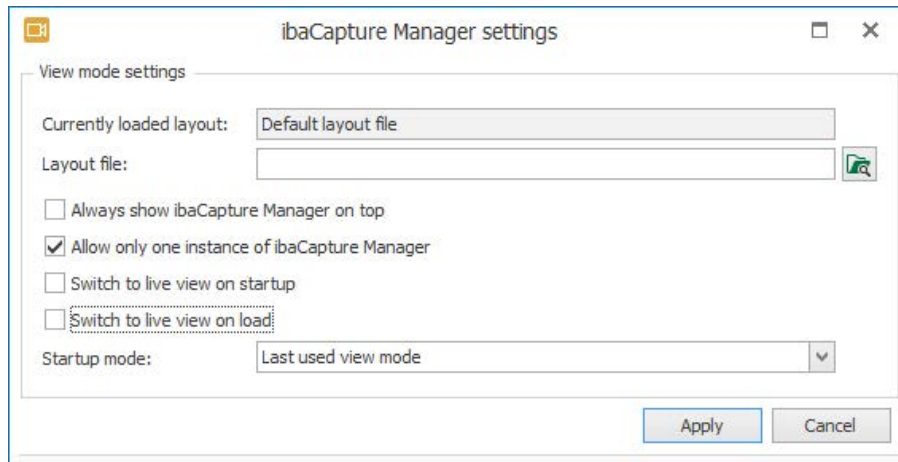 ibaCapture Manager settings
View mode settings
Currently loaded layout: Default layout file
Layout file:
Always show ibaCapture Manager on top
Allow only one instance of ibaCapture Manager
Switch to live view on startup
Switch to live view on load
Startup mode: Last used view mode
Apply Cancel